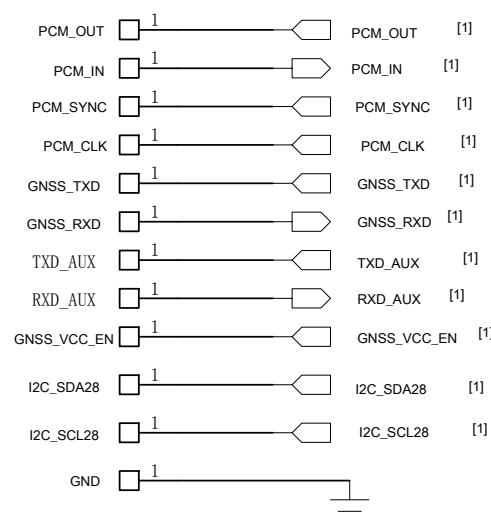 PCM_OUT 1 PCM_OUT [1]
PCM_IN 1 PCM_IN [1]
PCM_SYNC 1 PCM_SYNC [1]
PCM_CLK 1 PCM_CLK [1]
GNSS_TXD 1 GNSS_TXD [1]
GNSS_RXD 1 GNSS_RXD [1]
TXD_AUX 1 TXD_AUX [1]
RXD_AUX 1 RXD_AUX [1]
GNSS_VCC_EN 1 GNSS_VCC_EN [1]
I2C_SDA28 1 I2C_SDA28 [1]
I2C_SCL28 1 I2C_SCL28 [1]
GND 1